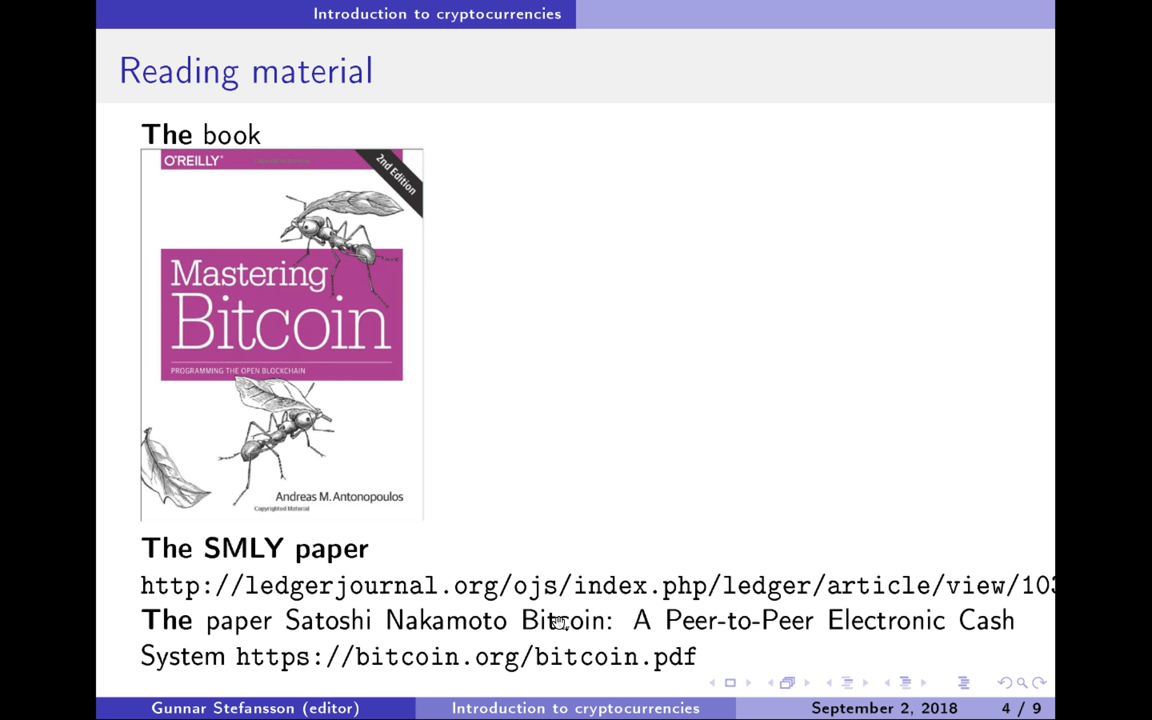 Introduction to cryptocurrencies
Reading material
The book
O'REILLY®
2nd Edition
Mastering
Bitcoin
PROGRAMMING THE OPEN BLOCKCHAIN
Andreas M. Antonopoulos
Copyrighted Material
The SMLY paper
http://ledgerjournal.org/ojs/index.php/ledger/article/view/103
The paper Satoshi Nakamoto Bitcoin: A Peer-to-Peer Electronic Cash
System https://bitcoin.org/bitcoin.pdf
Gunnar Stefansson (editor) Introduction to cryptocurrencies September 2, 2018 4 / 9